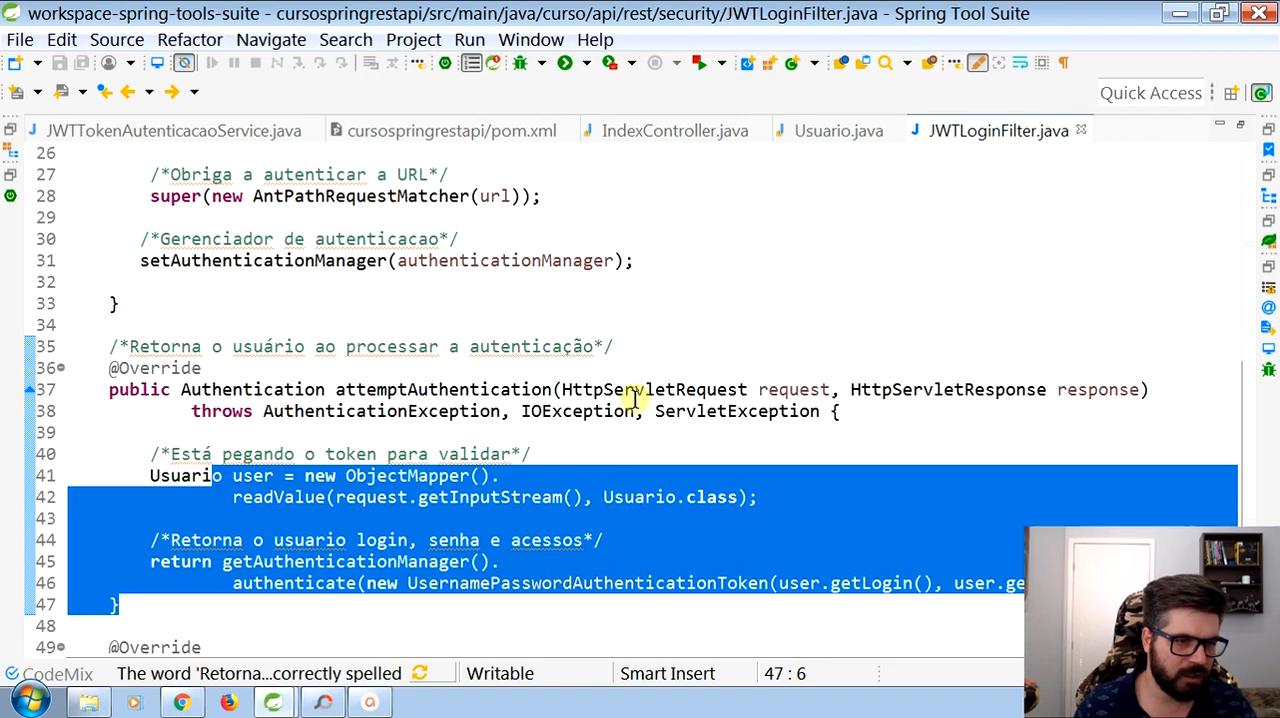 workspace-spring-tools-suite - cursospringrestapi/src/main/java/curso/api/rest/security/JWTLoginFilter.java - Spring Tool Suite
File Edit Source Refactor Navigate Search Project Run Window Help
Quick Access
JWTTokenAutenticacaoService.java cursospringrestapi/pom.xml IndexController.java Usuario.java JWTLoginFilter.java
26
27 /*Obriga a autenticar a URL*/
28 super(new AntPathRequestMatcher(url));
29
30 /*Gerenciador de autenticacao*/
31 setAuthenticationManager(authenticationManager);
32
33 }
34
35 /*Retorna o usuário ao processar a autenticação*/
36 @Override
37 public Authentication attemptAuthentication(HttpServletRequest request, HttpServletResponse response)
38 throws AuthenticationException, IOException, ServletException {
39
40 /*Está pegando o token para validar*/
41 Usuario user = new ObjectMapper().
42 readValue(request.getInputStream(), Usuario.class);
43
44 /*Retorna o usuario login, senha e acessos*/
45 return getAuthenticationManager().
46 authenticate(new UsernamePasswordAuthenticationToken(user.getLogin(), user.ge
47 }
48
49 @Override
CodeMix The word 'Retorna...correctly spelled Writable Smart Insert 47 : 6